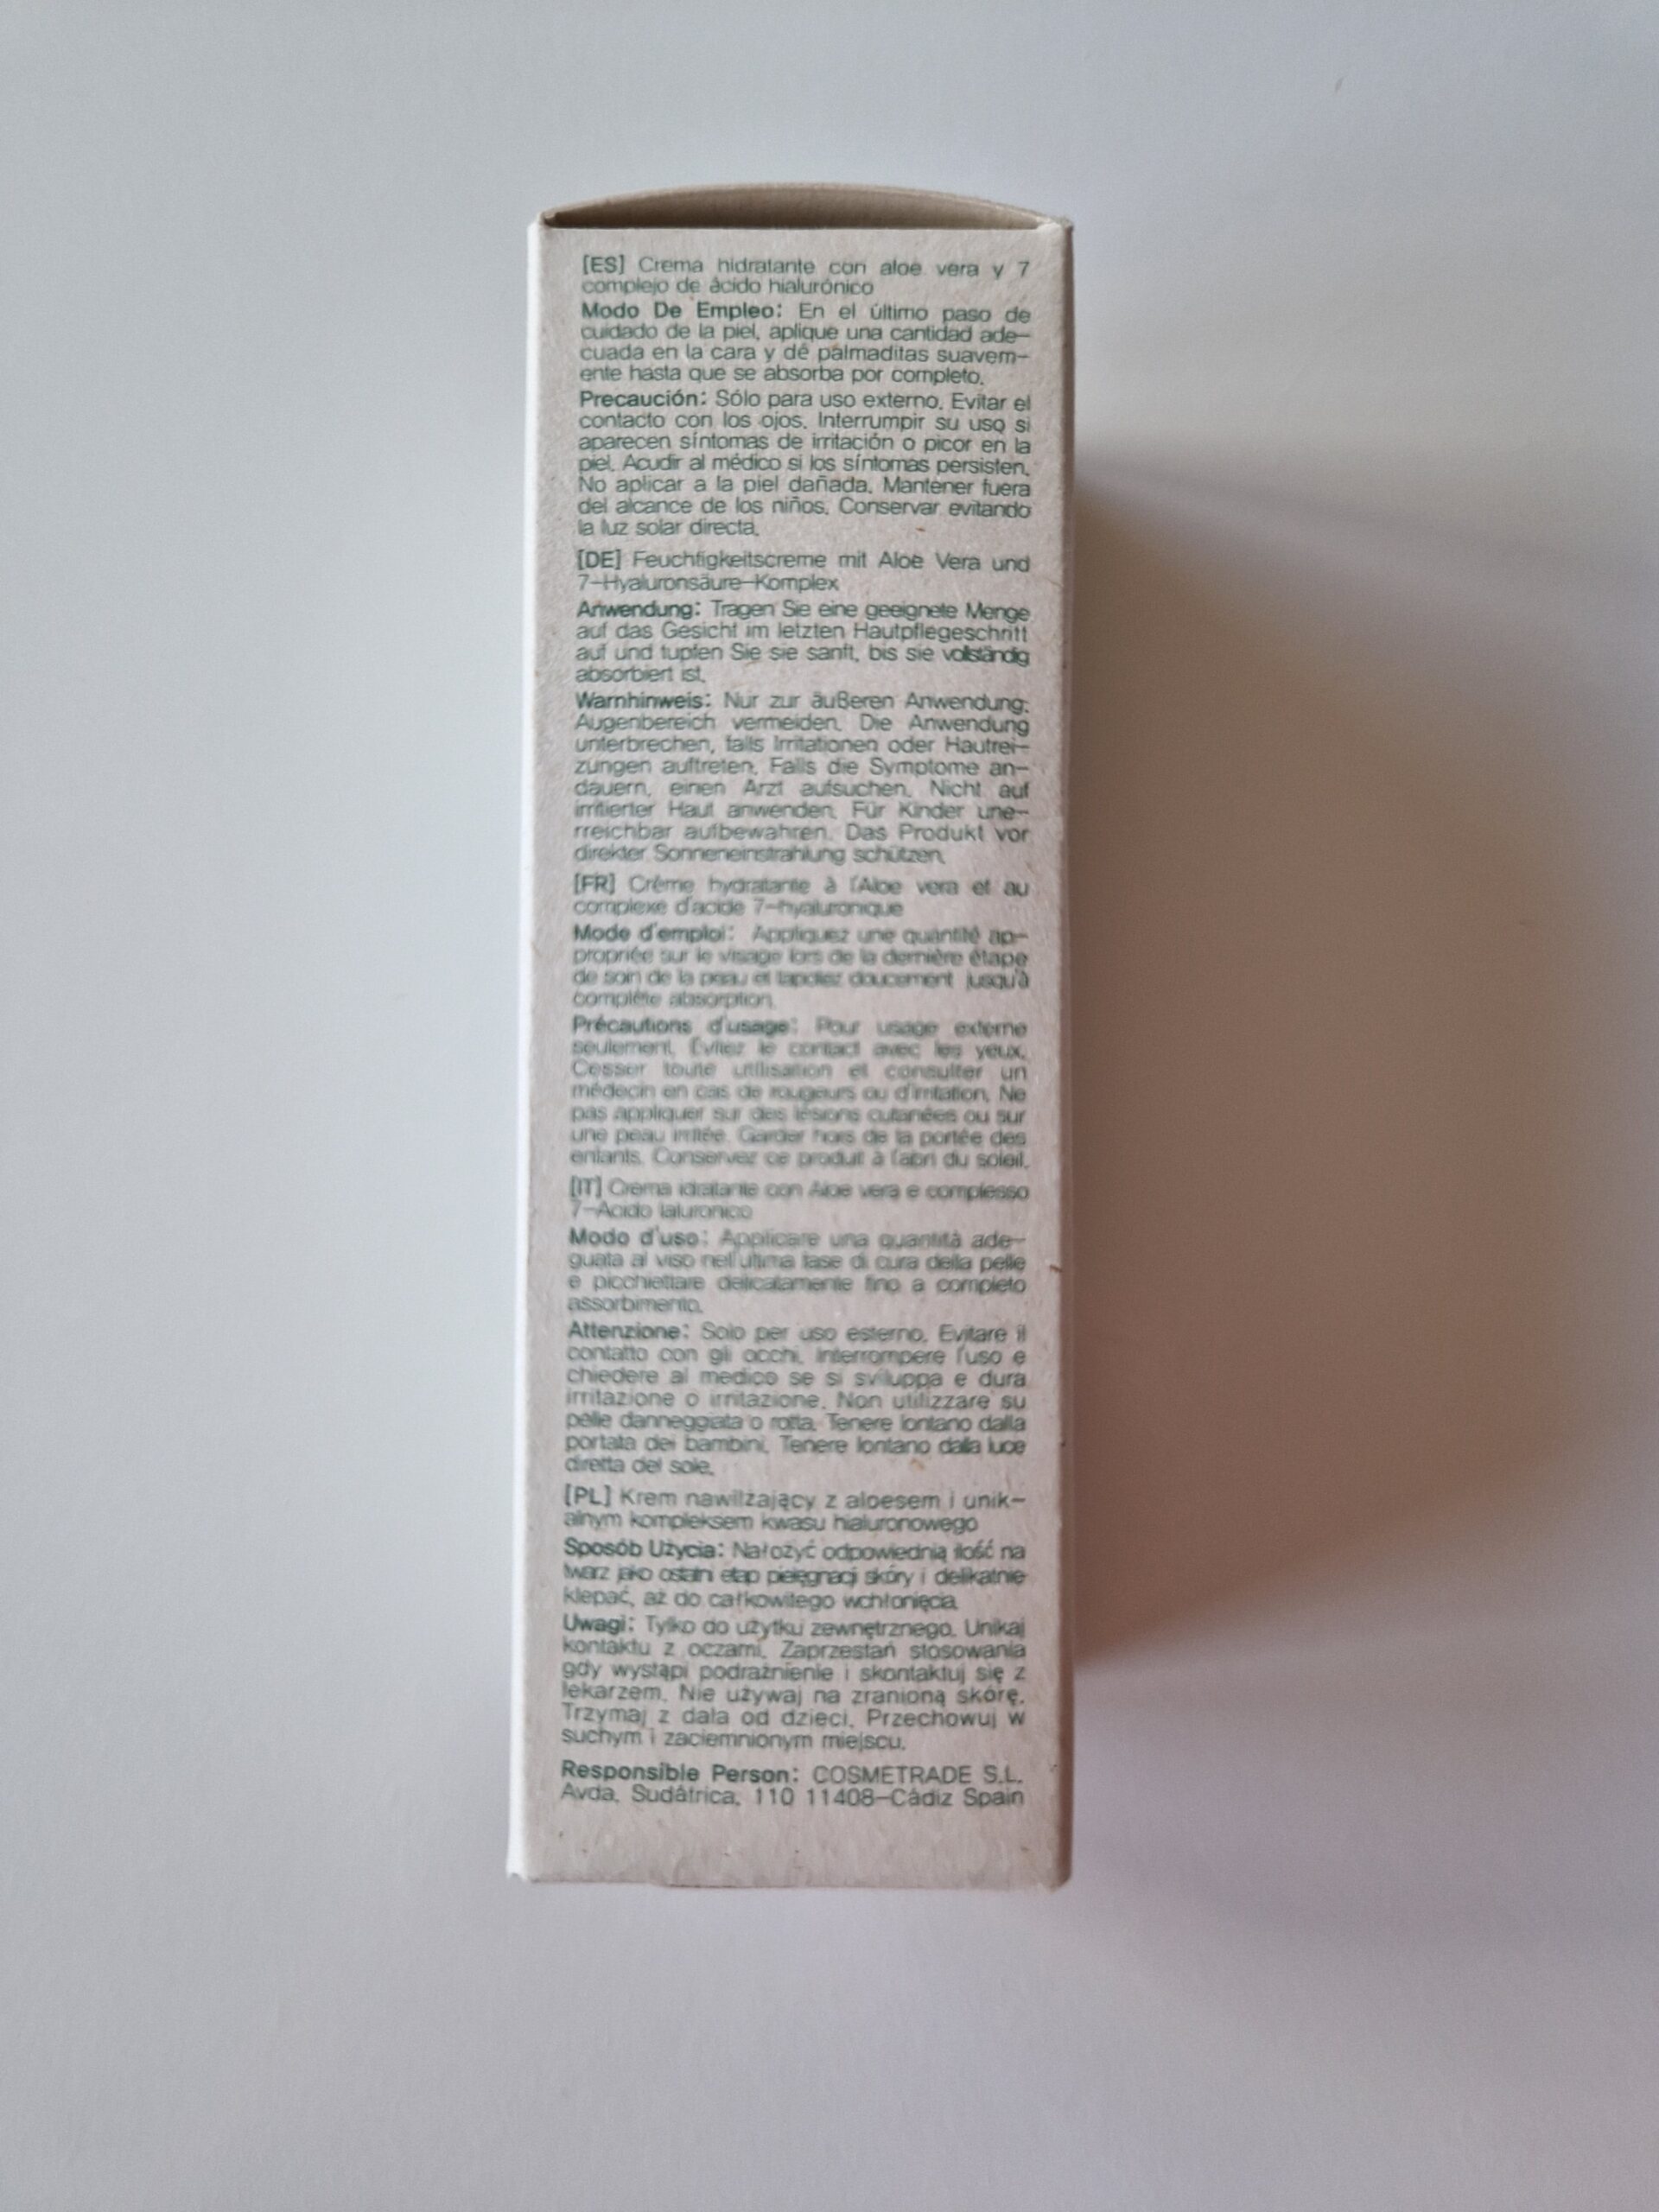 [ES] Crema hidratante con aloe vera y 7
complejo de ácido hialurónico
Modo De Empleo: En el último paso de
cuidado de la piel, aplique una cantidad ade-
cuada en la cara y dé palmaditas suavem-
ente hasta que se absorba por completo.
Precaución: Sólo para uso externo. Evitar el
contacto con los ojos. Interrumpir su uso si
aparecen síntomas de irritación o picor en la
piel. Acudir al médico si los síntomas persisten.
No aplicar a la piel dañada. Mantener fuera
del alcance de los niños. Conservar evitando
la luz solar directa.
[DE] Feuchtigkeitscreme mit Aloe Vera und
7-Hyaluronsäure-Komplex
Anwendung: Tragen Sie eine geeignete Menge
auf das Gesicht im letzten Hautpflegeschritt
auf und tupfen Sie sie sanft, bis sie vollständig
absorbiert ist.
Warnhinweis: Nur zur äußeren Anwendung.
Augenbereich vermeiden. Die Anwendung
unterbrechen, falls Irritationen oder Hautrei-
zungen auftreten. Falls die Symptome an-
dauern, einen Arzt aufsuchen. Nicht auf
irritierter Haut anwenden. Für Kinder une-
rreichbar aufbewahren. Das Produkt vor
direkter Sonneneinstrahlung schützen.
[FR] Crème hydratante à l'Aloe vera et au
complexe d'acide 7-hyaluronique
Mode d'emploi: Appliquez une quantité ap-
propriée sur le visage lors de la dernière étape
de soin de la peau et tapotez doucement jusqu'à
complète absorption.
Précautions d'usage: Pour usage externe
seulement. Évitez le contact avec les yeux.
Cesser toute utilisation et consulter un
médecin en cas de rougeurs ou d'irritation. Ne
pas appliquer sur des lésions cutanées ou sur
une peau irritée. Garder hors de la portée des
enfants. Conservez ce produit à l'abri du soleil.
[IT] Crema idratante con Aloe vera e complesso
7-Acido Ialuronico
Modo d'uso: Applicare una quantità ade-
guata al viso nell'ultima fase di cura della pelle
e picchiettare delicatamente fino a completo
assorbimento.
Attenzione: Solo per uso esterno. Evitare il
contatto con gli occhi. Interrompere l'uso e
chiedere al medico se si sviluppa e dura
irritazione o irritazione. Non utilizzare su
pelle danneggiata o rotta. Tenere lontano dalla
portata dei bambini. Tenere lontano dalla luce
diretta del sole.
[PL] Krem nawilżający z aloesem i unik-
alnym kompleksem kwasu hialuronowego
Sposób Użycia: Nałożyć odpowiednią ilość na
twarz jako ostatni etap pielęgnacji skóry i delikatnie
klepać, aż do całkowitego wchłonięcia.
Uwagi: Tylko do użytku zewnętrznego. Unikaj
kontaktu z oczami. Zaprzestań stosowania
gdy wystąpi podrażnienie i skontaktuj się z
lekarzem. Nie używaj na zranioną skórę.
Trzymaj z dala od dzieci. Przechowuj w
suchym i zaciemnionym miejscu.
Responsible Person: COSMETRADE S.L.
Avda. Sudáfrica, 110 11408-Cádiz Spain